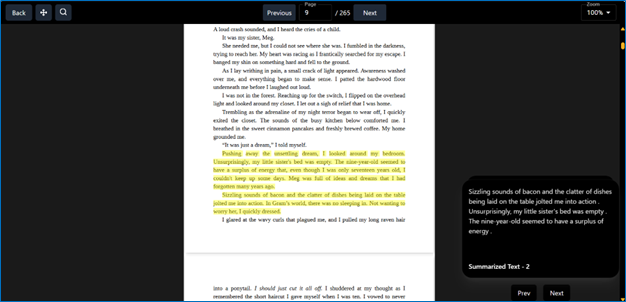 Back
Previous
Page
9
/ 265
Next
Zoom
100%
A loud crash sounded, and I heard the cries of a child.
It was my sister, Meg.
She needed me, but I could not see where she was. I fumbled in the darkness,
trying to reach her. My heart was racing as I frantically searched for my escape. I
banged my shin on something hard and fell to the ground.
As I lay writhing in pain, a small crack of light appeared. Awareness washed
over me, and everything began to make sense. I patted the hardwood floor
underneath me before I laughed out loud.
I was not in the forest. Reaching up for the switch, I flipped on the overhead
light and looked around my closet. I let out a sigh of relief that I was home.
Trembling as the adrenaline of my night terror began to wear off, I quickly
exited the closet. The sounds of the busy kitchen below comforted me. I
breathed in the sweet cinnamon pancakes and freshly brewed coffee. My home
grounded me.
“It was just a dream,” I told myself.
Pushing away the unsettling dream, I looked around my bedroom.
Unsurprisingly, my little sister's bed was empty. The nine-year-old seemed to
have a surplus of energy that, even though I was only seventeen years old, I
couldn't keep up some days. Meg was full of ideas and dreams that I had
forgotten many years ago.
Sizzling sounds of bacon and the clatter of dishes being laid on the table
jolted me into action. In Gram's world, there was no sleeping in. Not wanting to
worry her, I quickly dressed.
I glared at the wavy curls that plagued me, and I pulled my long raven hair
into a ponytail. I should just cut it all off. I shuddered at my thought as I
remembered the short haircut I gave myself when I was ten. I vowed to never
Sizzling sounds of bacon and the clatter of dishes
being laid on the table jolted me into action .
Unsurprisingly, my little sister's bed was empty .
The nine-year-old seemed to have a surplus of
energy .
Summarized Text - 2
Prev
Next